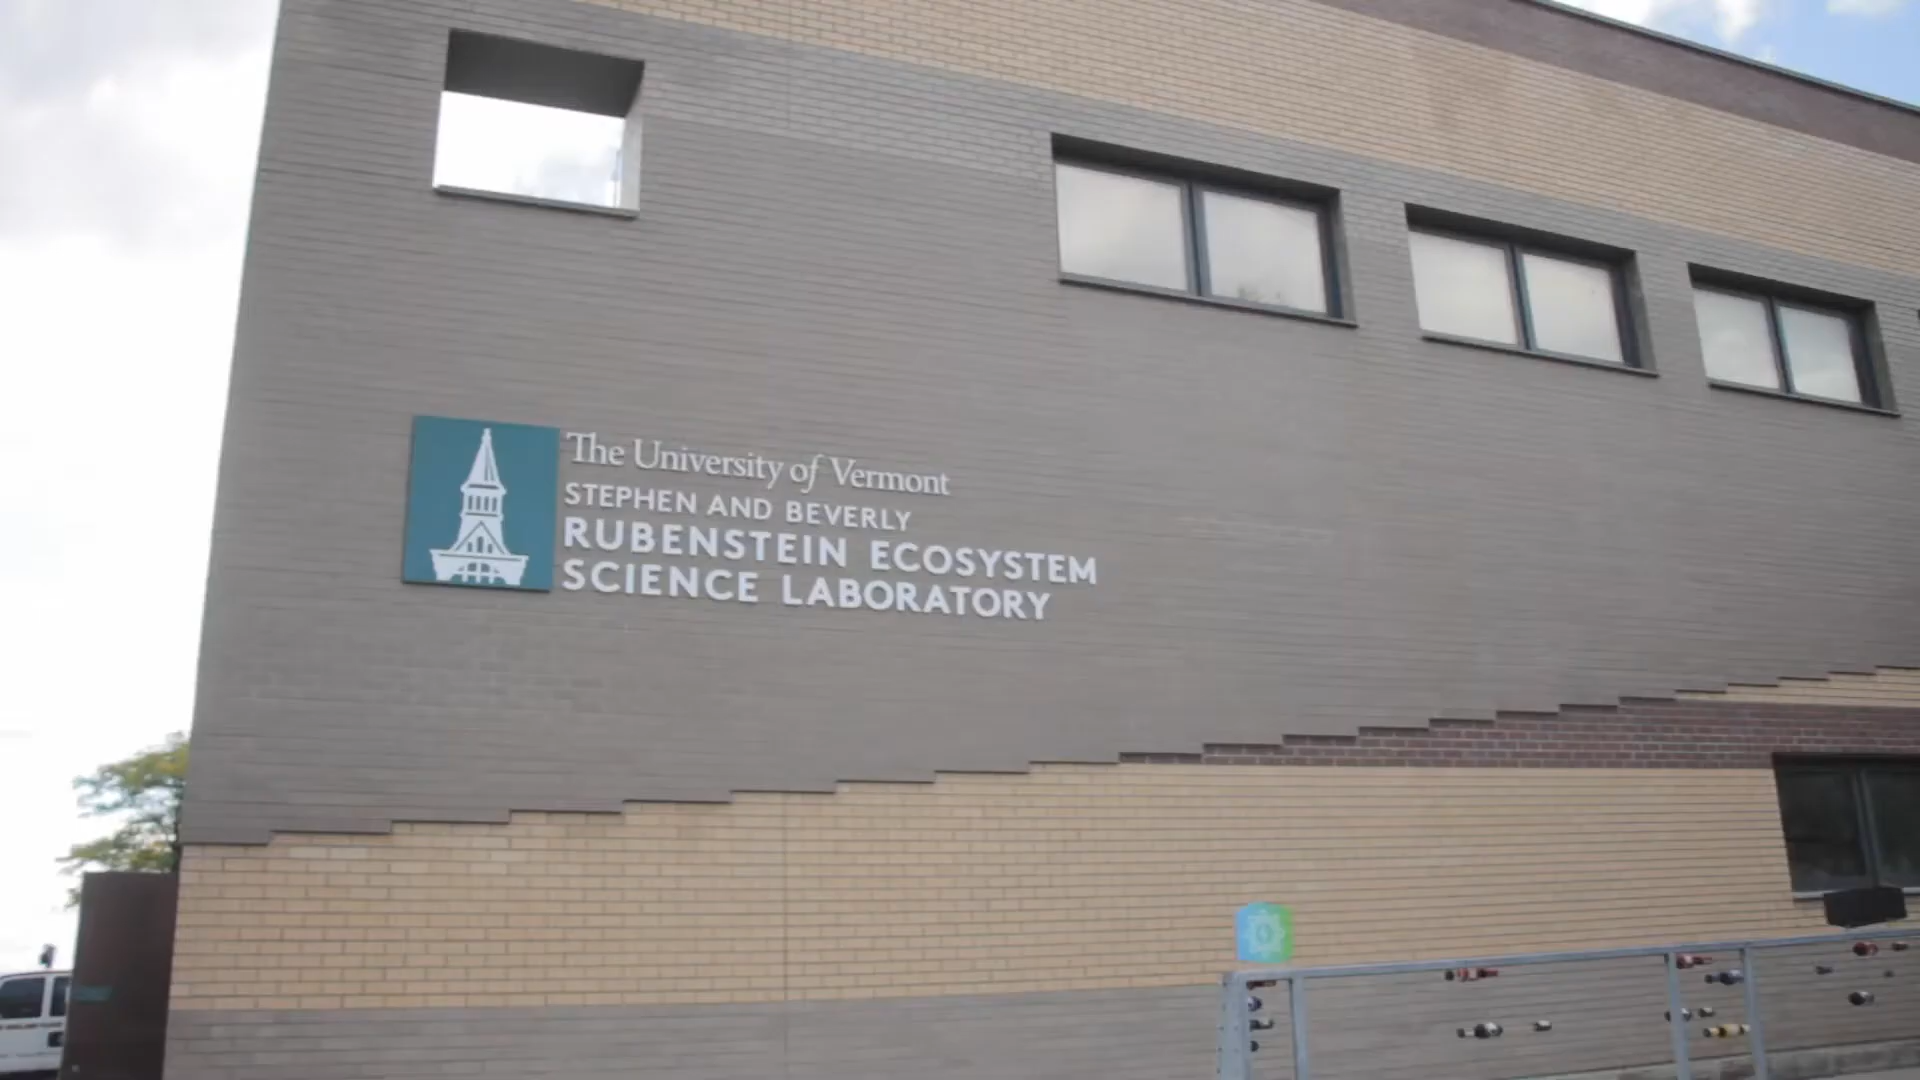 The University of Vermont
STEPHEN AND BEVERLY
RUBENSTEIN ECOSYSTEM
SCIENCE LABORATORY